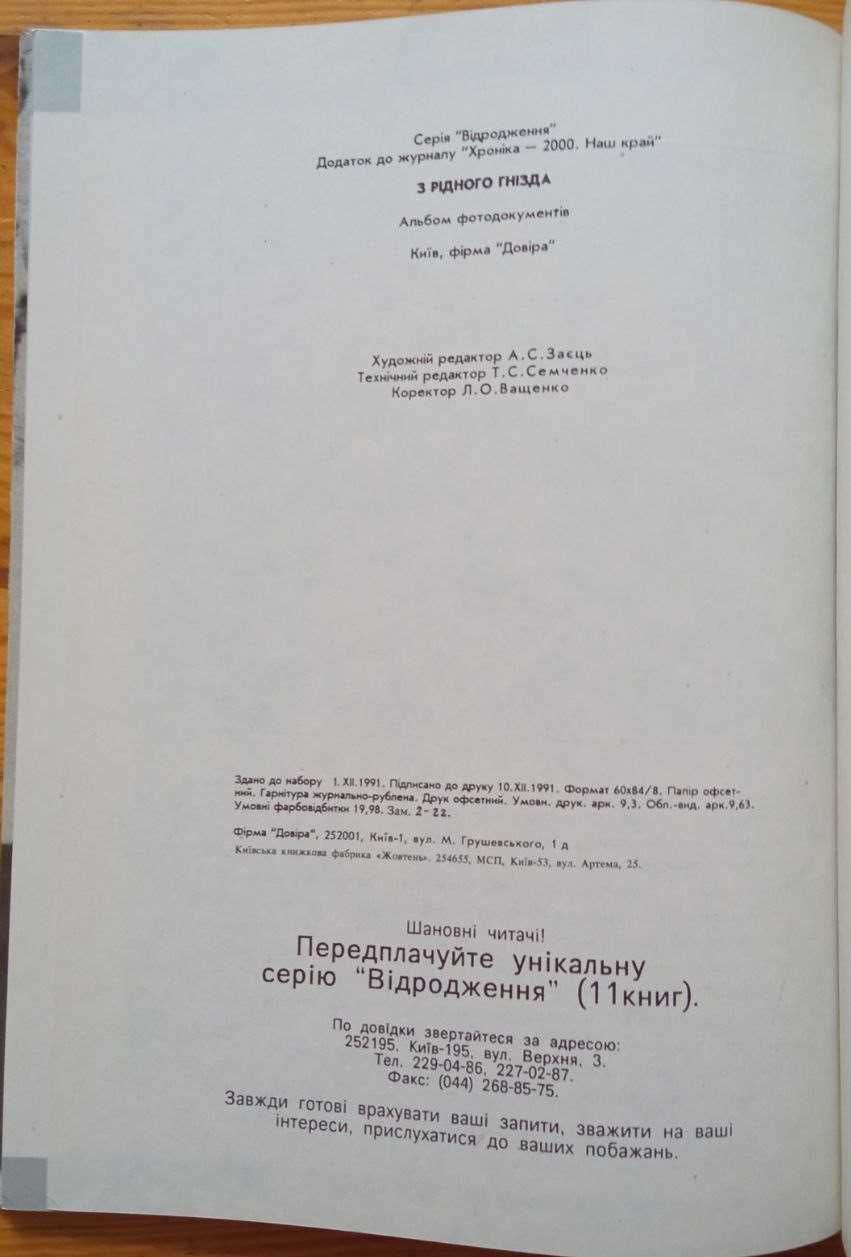 Серія "Відродження"
Додаток до журналу "Хроніка — 2000. Наш край"
З РІДНОГО ГНІЗДА
Альбом фотодокументів
Київ, фірма "Довіра"
Художній редактор А.С.Заєць
Технічний редактор Т.С.Семченко
Коректор Л.О.Ващенко
Здано до набору 1.XII.1991. Підписано до друку 10.XII.1991. Формат 60х84/8. Папір офсет-
ний. Гарнітура журнально-рублена. Друк офсетний. Умовн. друк. арк. 9,3. Обл.-вид. арк.9,63.
Умовні фарбовідбитки 19,98. Зам. 2-22.
Фірма "Довіра", 252001, Київ-1, вул. М. Грушевського, 1 д
Київська книжкова фабрика «Жовтень». 254655, МСП, Київ-53, вул. Артема, 25.
Шановні читачі!
Передплачуйте унікальну
серію "Відродження" (11книг).
По довідки звертайтеся за адресою:
252195, Київ-195, вул. Верхня, 3.
Тел. 229-04-86, 227-02-87.
Факс: (044) 268-85-75.
Завжди готові врахувати ваші запити, зважити на ваші
інтереси, прислухатися до ваших побажань.